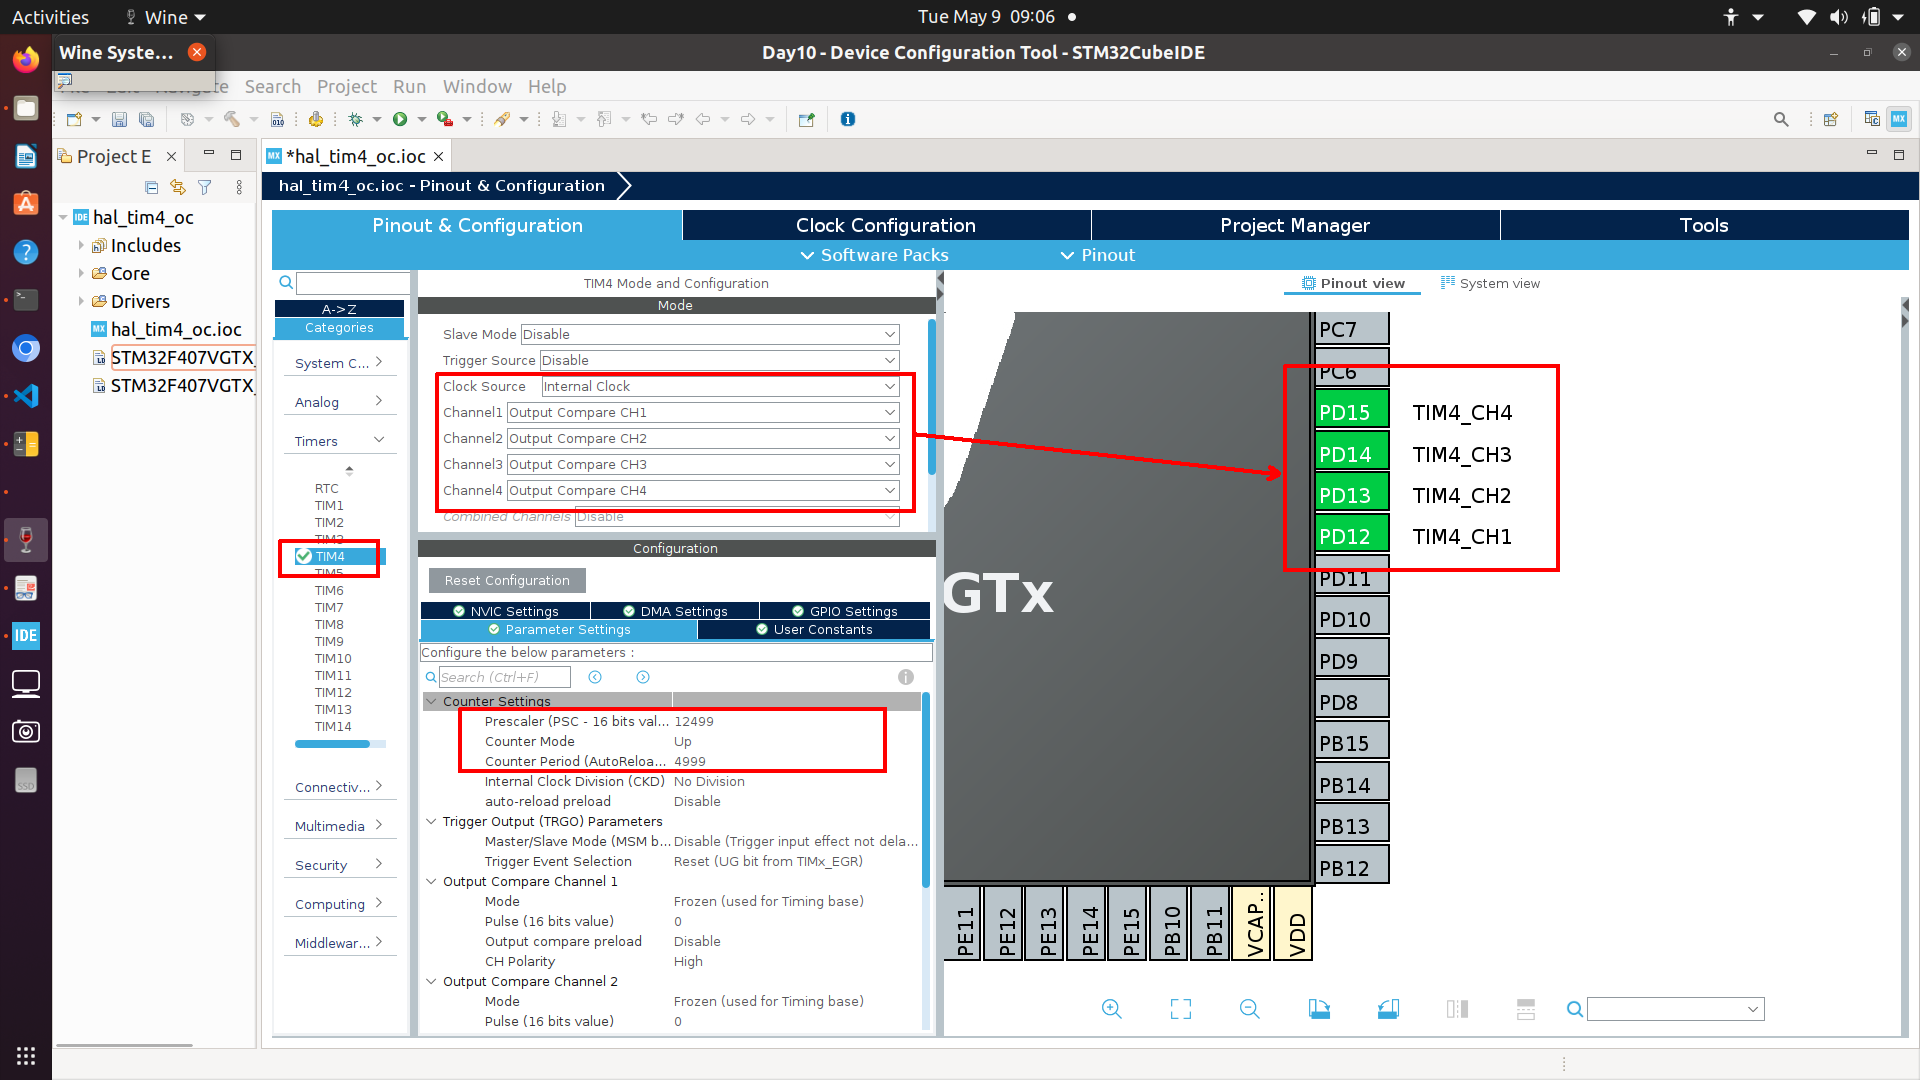 Activities
Wine
Tue May 9 09:06
Wine Syste...
Day10 - Device Configuration Tool - STM32CubeIDE
Search Project Run Window Help
Project E
*hal_tim4_oc.ioc
hal_tim4_oc.ioc - Pinout & Configuration
hal_tim4_oc
Includes
Core
Drivers
hal_tim4_oc.ioc
STM32F407VGTX_
STM32F407VGTX_
Pinout & Configuration
Clock Configuration
Project Manager
Tools
Software Packs
Pinout
A->Z
Categories
System C...
Analog
Timers
RTC
TIM1
TIM2
TIM3
TIM4
TIM5
TIM6
TIM7
TIM8
TIM9
TIM10
TIM11
TIM12
TIM13
TIM14
Connectiv...
Multimedia
Security
Computing
Middlewar...
TIM4 Mode and Configuration
Mode
Slave Mode Disable
Trigger Source Disable
Clock Source Internal Clock
Channel1 Output Compare CH1
Channel2 Output Compare CH2
Channel3 Output Compare CH3
Channel4 Output Compare CH4
Combined Channels Disable
Configuration
Reset Configuration
NVIC Settings
DMA Settings
GPIO Settings
Parameter Settings
User Constants
Configure the below parameters :
Search (Ctrl+F)
Counter Settings
Prescaler (PSC - 16 bits val... 12499
Counter Mode Up
Counter Period (AutoReloa... 4999
Internal Clock Division (CKD) No Division
auto-reload preload Disable
Trigger Output (TRGO) Parameters
Master/Slave Mode (MSM b... Disable (Trigger input effect not dela...
Trigger Event Selection Reset (UG bit from TIMx_EGR)
Output Compare Channel 1
Mode Frozen (used for Timing base)
Pulse (16 bits value) 0
Output compare preload Disable
CH Polarity High
Output Compare Channel 2
Mode Frozen (used for Timing base)
Pulse (16 bits value) 0
Pinout view
System view
PC7
PC6
PD15 TIM4_CH4
PD14 TIM4_CH3
PD13 TIM4_CH2
PD12 TIM4_CH1
PD11
PD10
PD9
PD8
PB15
PB14
PB13
PB12
GTx
PE11
PE12
PE13
PE14
PE15
PB10
PB11
VCAP..
VDD
IDE
MX